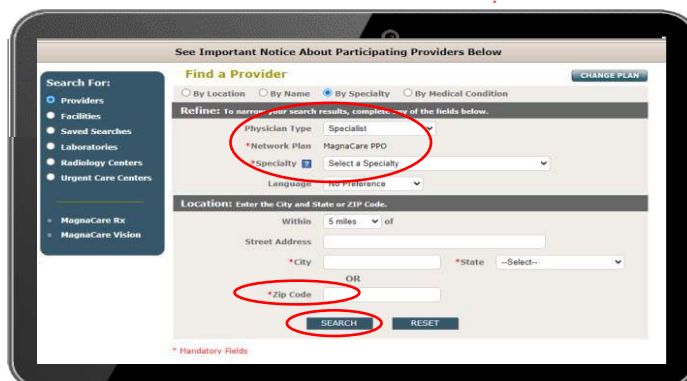 See Important Notice About Participating Providers Below
Search For:
Providers
Facilities
Saved Searches
Laboratories
Radiology Centers
Urgent Care Centers
MagnaCare Rx
MagnaCare Vision
Find a Provider
CHANGE PLAN
By Location By Name By Specialty By Medical Condition
Refine: To narrow your search results, complete any of the fields below.
Physician Type Specialist
*Network Plan MagnaCare PPO
*Specialty ? Select a Specialty
Language No Preference
Location: Enter the City and State or ZIP Code.
Within 5 miles of
Street Address
*City *State --Select--
OR
*Zip Code
SEARCH RESET
* Mandatory Fields